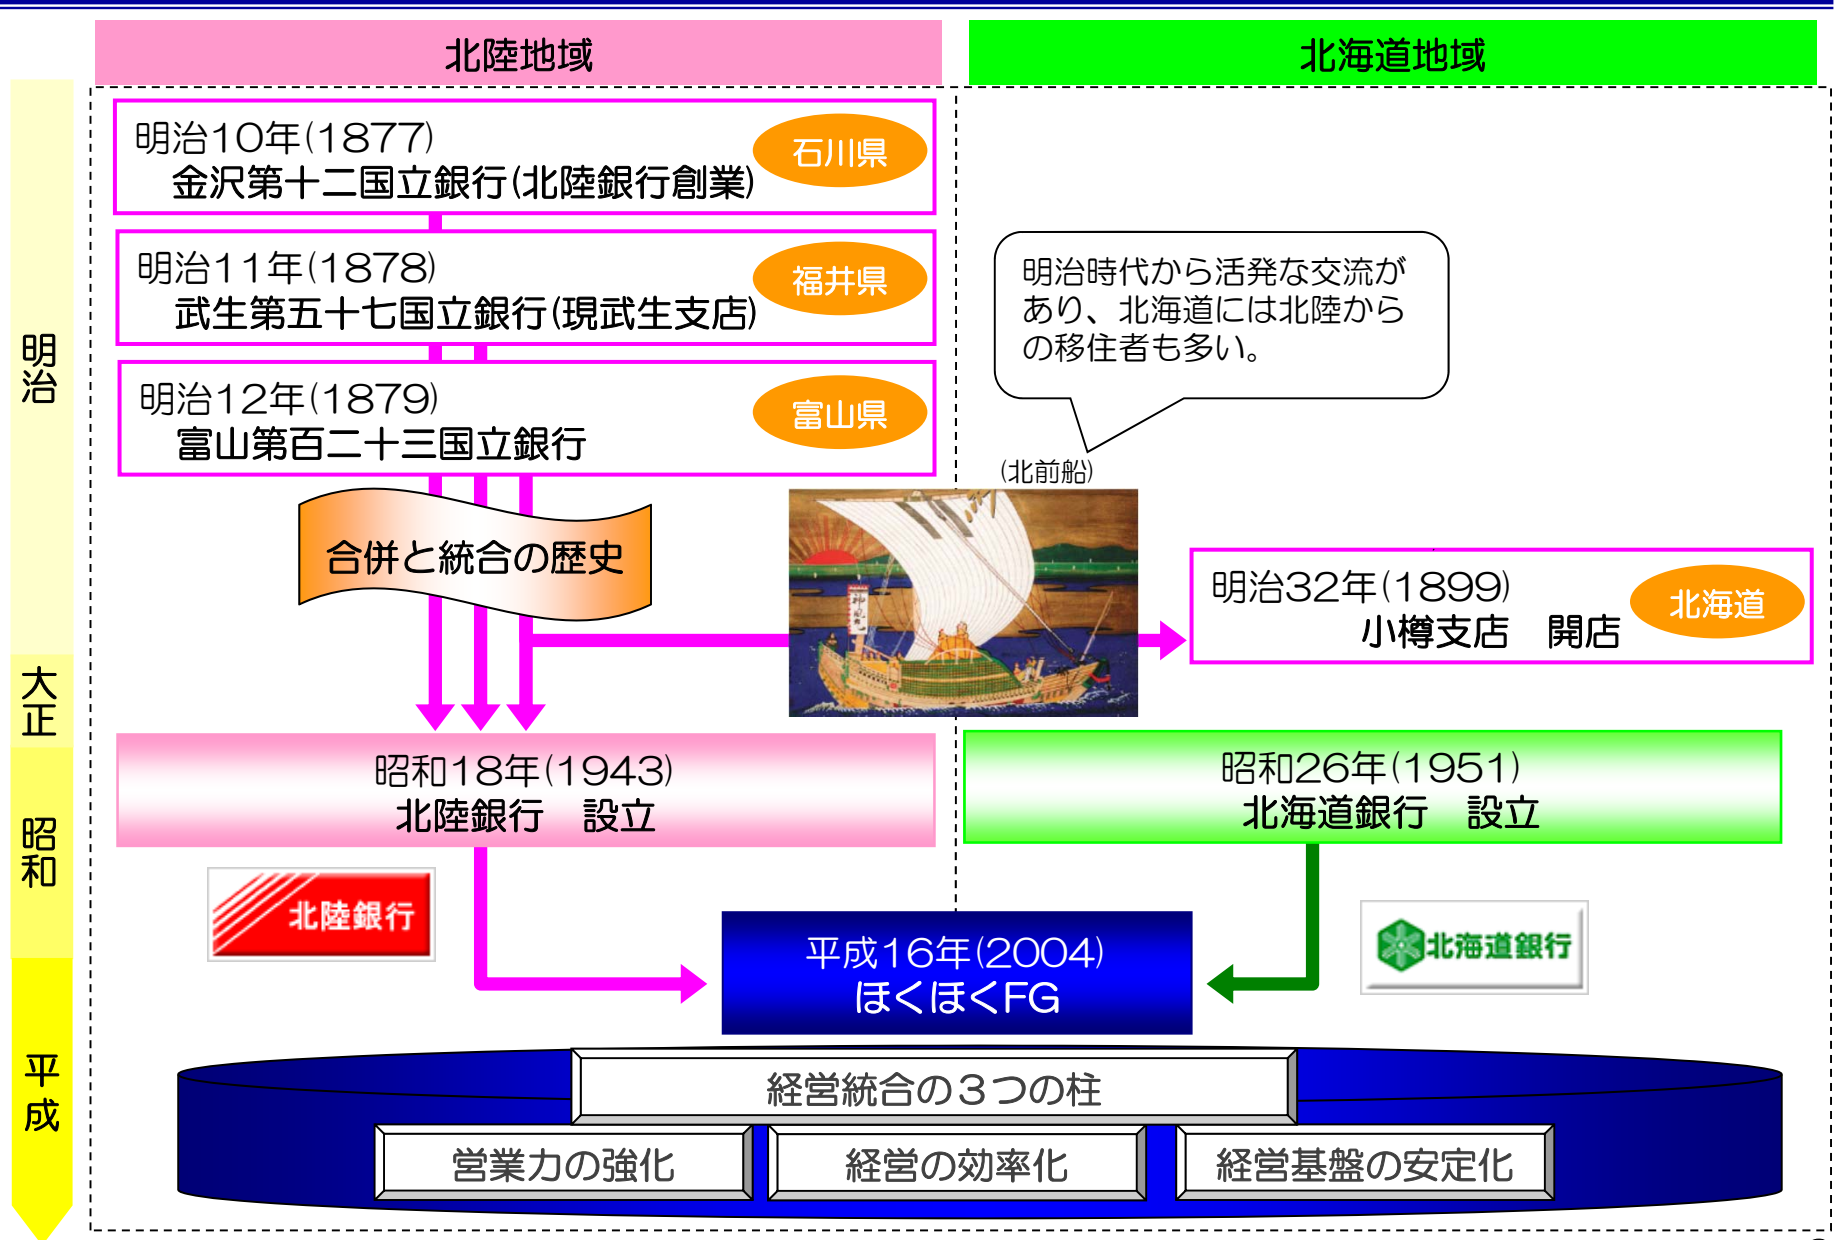 北陸地域
北海道地域
明治
大正
昭和
平成
明治10年(1877)
金沢第十二国立銀行(北陸銀行創業)
石川県
明治11年(1878)
武生第五十七国立銀行(現武生支店)
福井県
明治12年(1879)
富山第百二十三国立銀行
富山県
合併と統合の歴史
明治時代から活発な交流が
あり、北海道には北陸から
の移住者も多い。
(北前船)
明治32年(1899)
小樽支店　開店
北海道
昭和18年(1943)
北陸銀行　設立
昭和26年(1951)
北海道銀行　設立
北陸銀行
北海道銀行
平成16年(2004)
ほくほくFG
経営統合の３つの柱
営業力の強化
経営の効率化
経営基盤の安定化